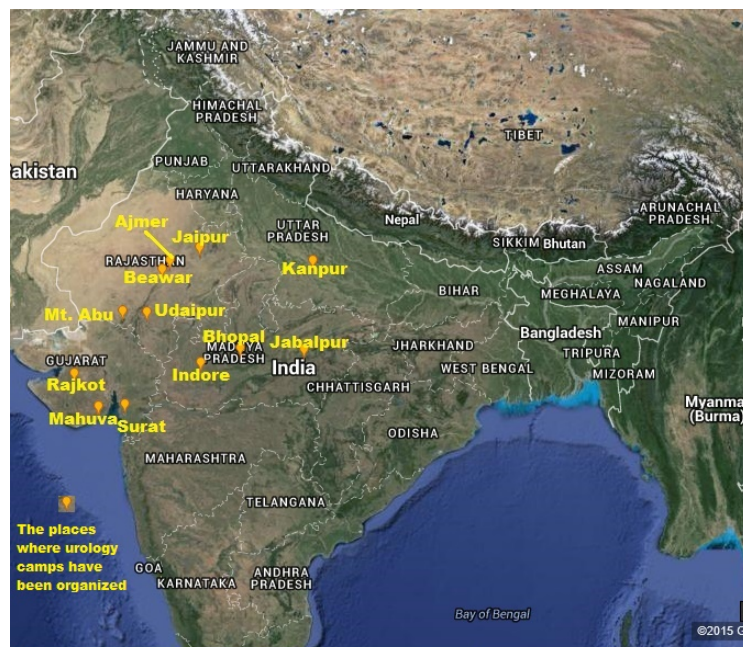 JAMMU AND
KASHMIR
HIMACHAL
PRADESH
TIBET
PUNJAB
UTTARAKHAND
Pakistan
HARYANA
ARUNACHAL
PRADESH
Ajmer
Jaipur
UTTAR
PRADESH
Nepal
SIKKIM
Bhutan
RAJASTHAN
Beawar
Kanpur
ASSAM
NAGALAND
BIHAR
MEGHALAYA
Mt. Abu
Udaipur
MANIPUR
Bangladesh
Bhopal
Jabalpur
MADHYA
PRADESH
JHARKHAND
TRIPURA
GUJARAT
Indore
India
WEST BENGAL
MIZORAM
Rajkot
CHHATTISGARH
Myanma
(Burma)
Mahuva
Surat
ODISHA
MAHARASHTRA
TELANGANA
The places
where urology
camps have
been organized
GOA
KARNATAKA
ANDHRA
PRADESH
Bay of Bengal
©2015 G